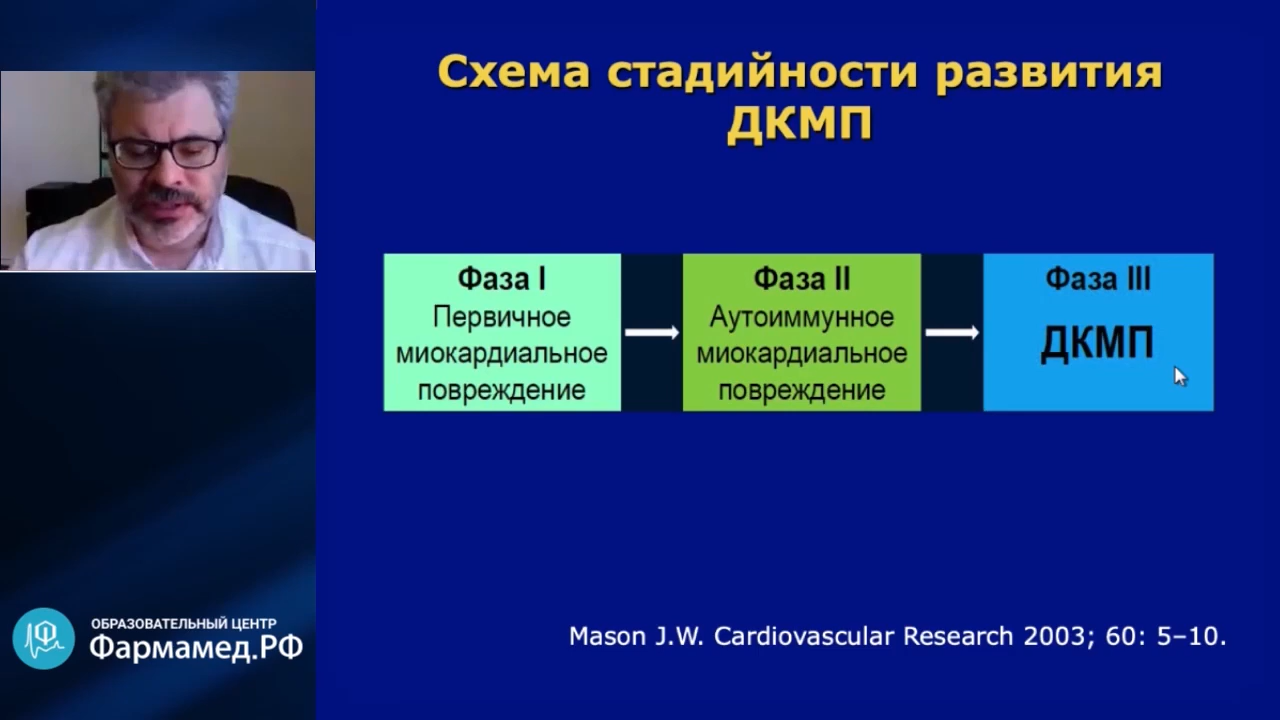 Схема стадийности развития
ДКМП
Фаза I
Первичное
миокардиальное
повреждение
Фаза II
Аутоиммунное
миокардиальное
повреждение
Фаза III
ДКМП
Mason J.W. Cardiovascular Research 2003; 60: 5–10.
ОБРАЗОВАТЕЛЬНЫЙ ЦЕНТР
Фармамед.РФ